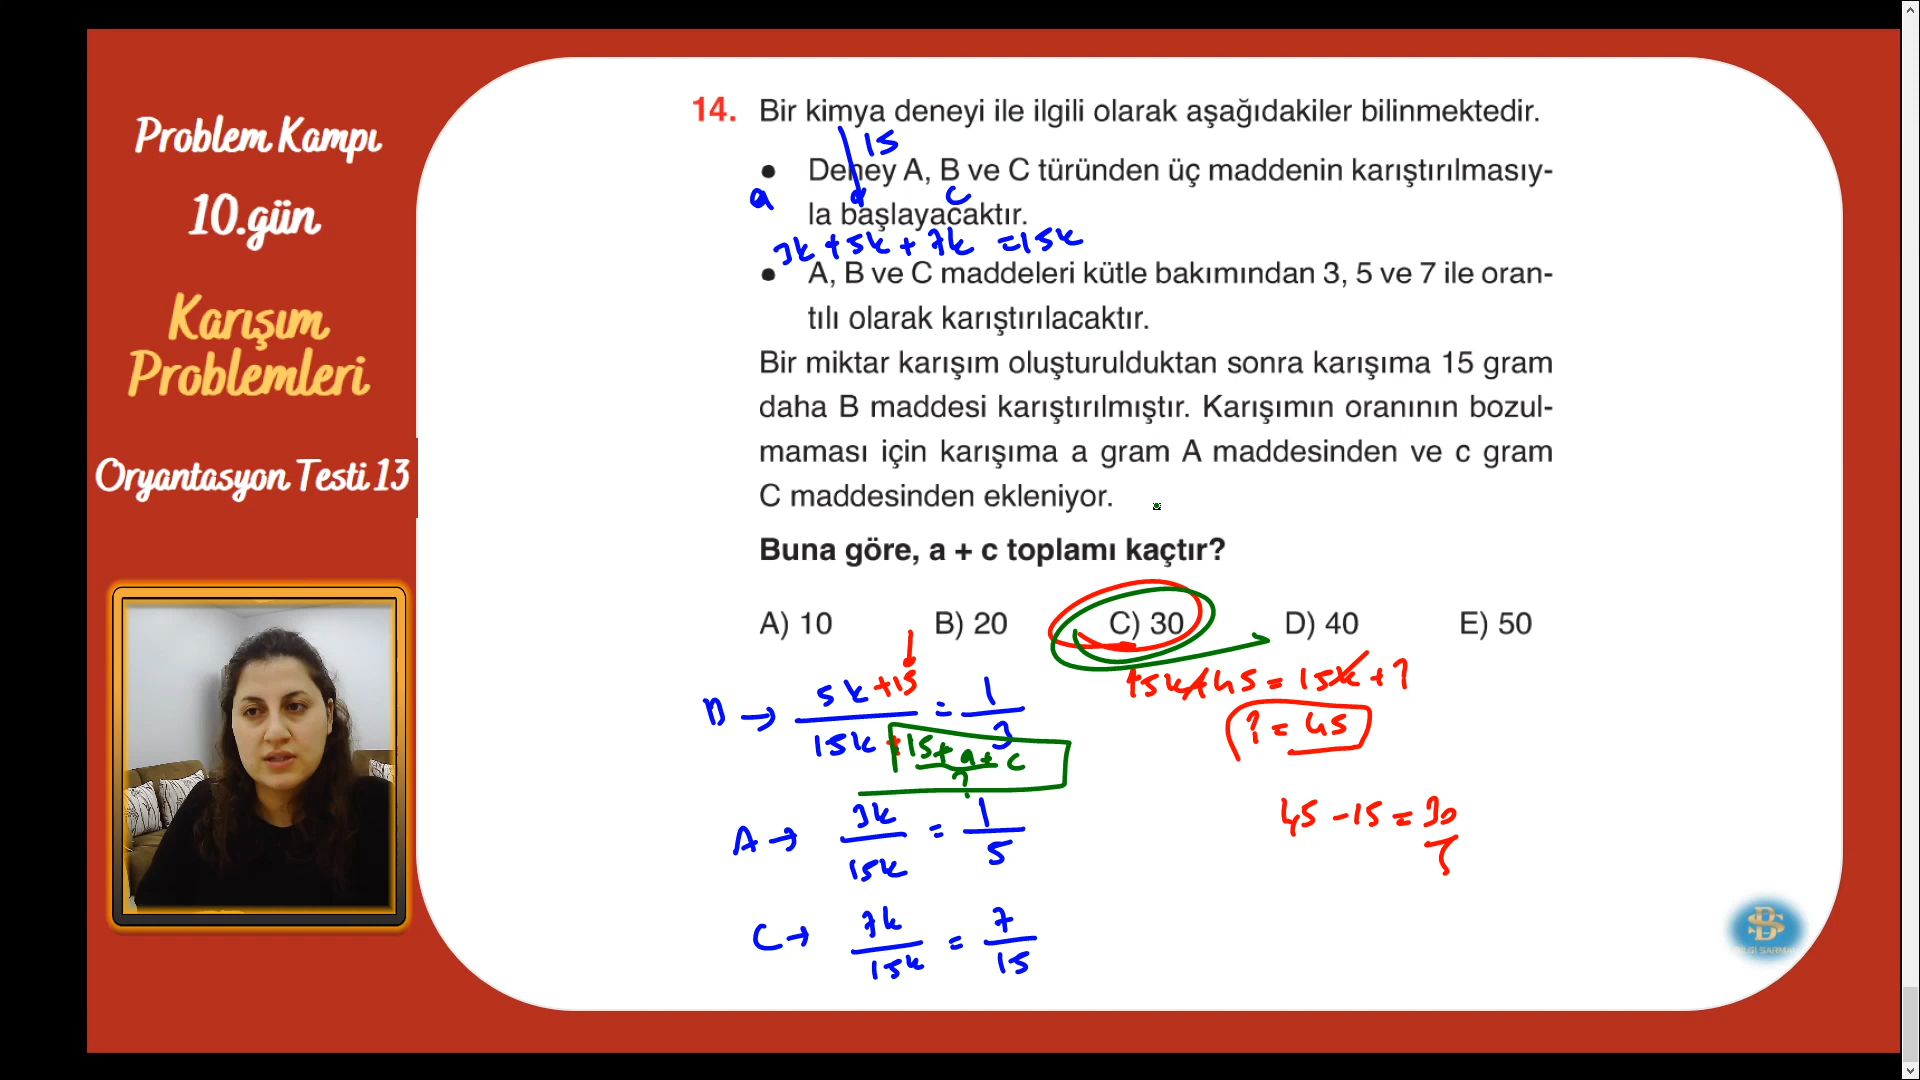 Problem Kampı
10.gün
Karışım
Problemleri
Oryantasyon Testi 13
14. Bir kimya deneyi ile ilgili olarak aşağıdakiler bilinmektedir.
15
• Deney A, B ve C türünden üç maddenin karıştırılmasıy-
a c
la başlayacaktır.
3k + 5k + 7k = 15k
• A, B ve C maddeleri kütle bakımından 3, 5 ve 7 ile oran-
tılı olarak karıştırılacaktır.
Bir miktar karışım oluşturulduktan sonra karışıma 15 gram
daha B maddesi karıştırılmıştır. Karışımın oranının bozul-
maması için karışıma a gram A maddesinden ve c gram
C maddesinden ekleniyor.
Buna göre, a + c toplamı kaçtır?
A) 10 B) 20 C) 30 D) 40 E) 50
B → 5k +15 / 15k + 15 + a + c = 1 / 3
?
15k + 45 = 15k + ?
? = 45
A → 3k / 15k = 1 / 5
45 - 15 = 30
C → 7k / 15k = 7 / 15